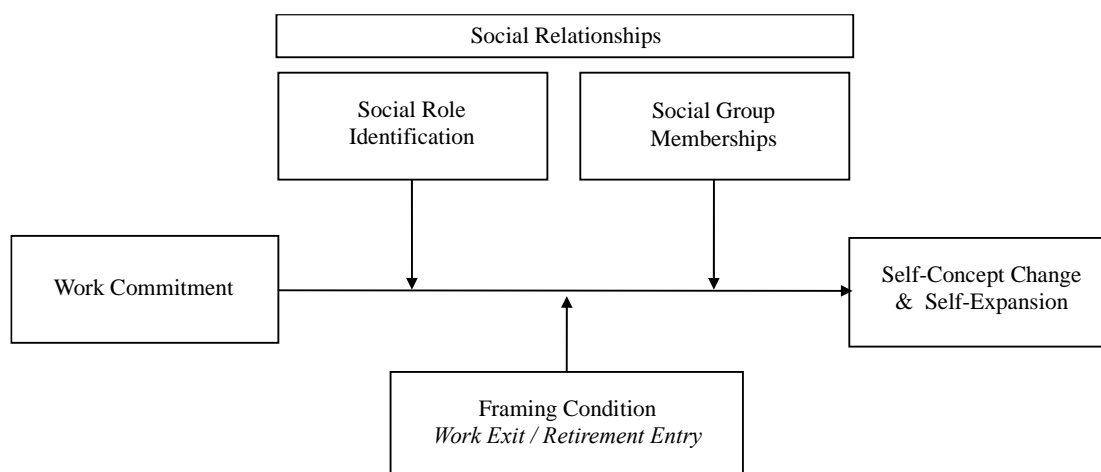 Social Relationships
Social Role
Identification
Social Group
Memberships
Work Commitment
Self-Concept Change
& Self-Expansion
Framing Condition
Work Exit / Retirement Entry